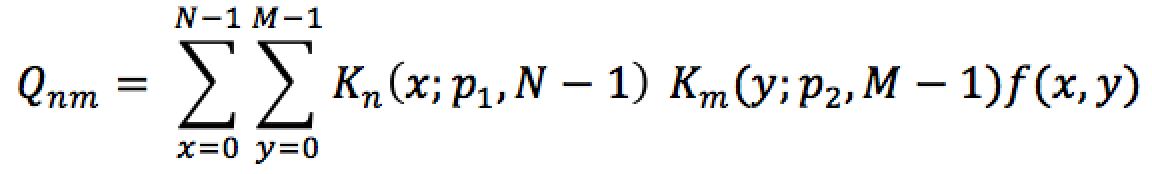 Q_{nm} = \sum_{x=0}^{N-1} \sum_{y=0}^{M-1} K_n(x; p_1, N − 1) K_m(y; p_2, M − 1)f(x, y)